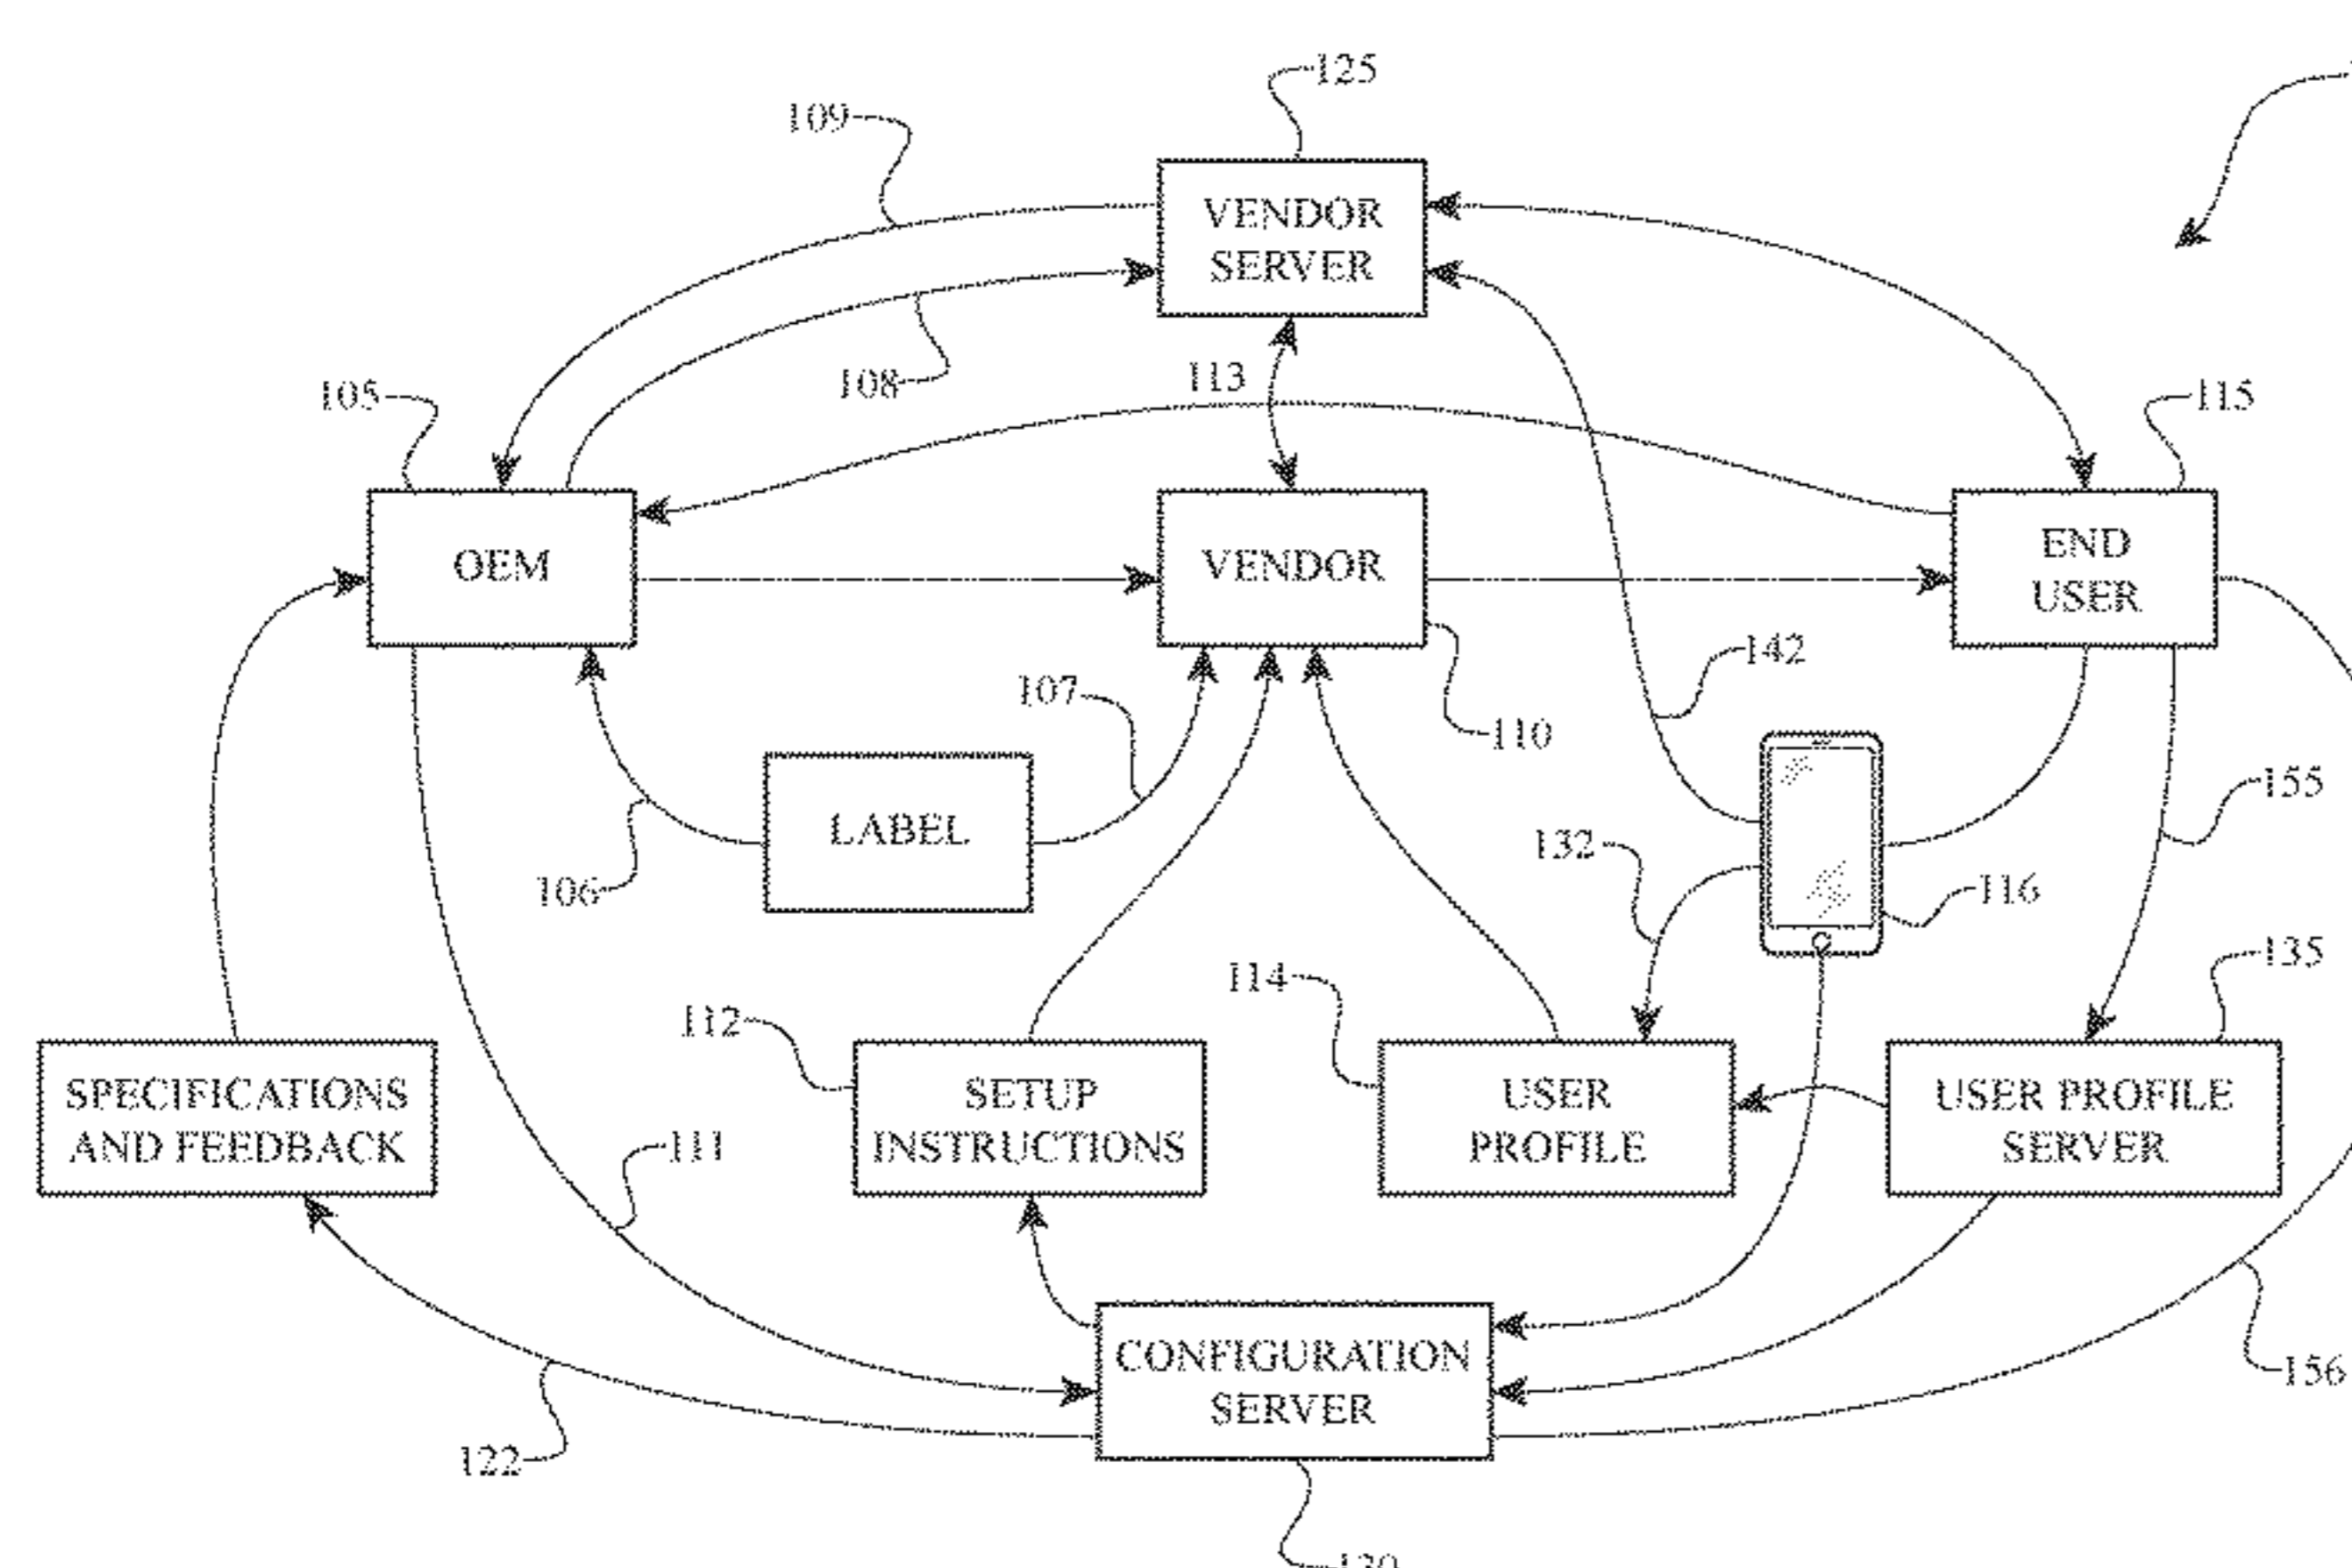 125
109
VENDOR
SERVER
108
113
105
115
OEM
VENDOR
END
USER
142
107
110
155
LABEL
132
106
116
135
114
112
SPECIFICATIONS
AND FEEDBACK
SETUP
INSTRUCTIONS
USER
PROFILE
USER PROFILE
SERVER
111
CONFIGURATION
SERVER
156
122